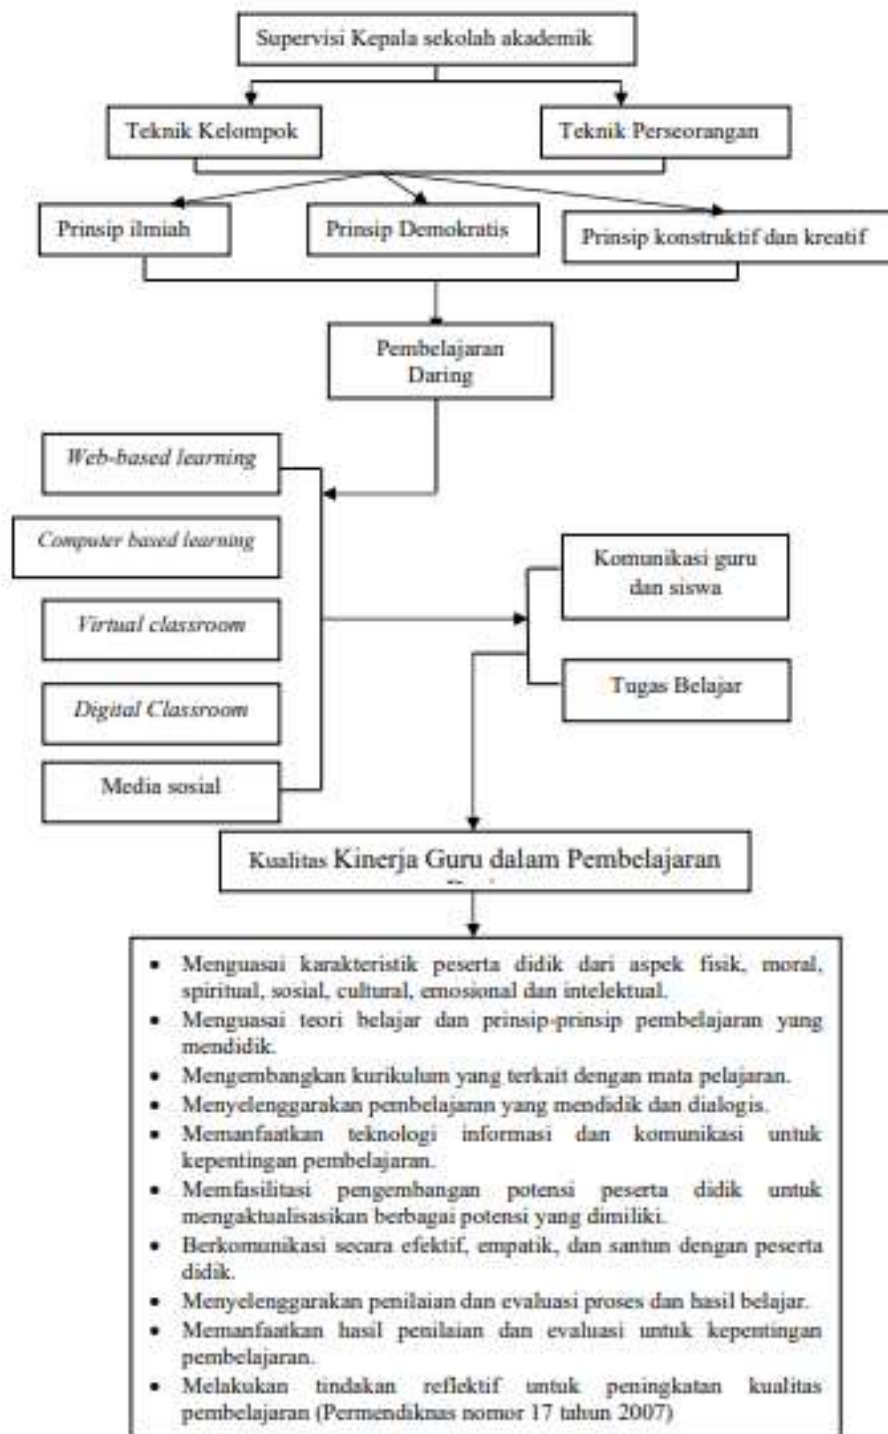 Supervisi Kepala sekolah akademik
Teknik Kelompok
Teknik Perseorangan
Prinsip ilmiah
Prinsip Demokratis
Prinsip konstruktif dan kreatif
Pembelajaran
Daring
Web-based learning
Computer based learning
Virtual classroom
Digital Classroom
Media sosial
Komunikasi guru
dan siswa
Tugas Belajar
Kualitas Kinerja Guru dalam Pembelajaran
• Menguasai karakteristik peserta didik dari aspek fisik, moral,
spiritual, sosial, cultural, emosional dan intelektual.
• Menguasai teori belajar dan prinsip-prinsip pembelajaran yang
mendidik.
• Mengembangkan kurikulum yang terkait dengan mata pelajaran.
• Menyelenggarakan pembelajaran yang mendidik dan dialogis.
• Memanfaatkan teknologi informasi dan komunikasi untuk
kepentingan pembelajaran.
• Memfasilitasi pengembangan potensi peserta didik untuk
mengaktualisasikan berbagai potensi yang dimiliki.
• Berkomunikasi secara efektif, empatik, dan santun dengan peserta
didik.
• Menyelenggarakan penilaian dan evaluasi proses dan hasil belajar.
• Memanfaatkan hasil penilaian dan evaluasi untuk kepentingan
pembelajaran.
• Melakukan tindakan reflektif untuk peningkatan kualitas
pembelajaran (Permendiknas nomor 17 tahun 2007)